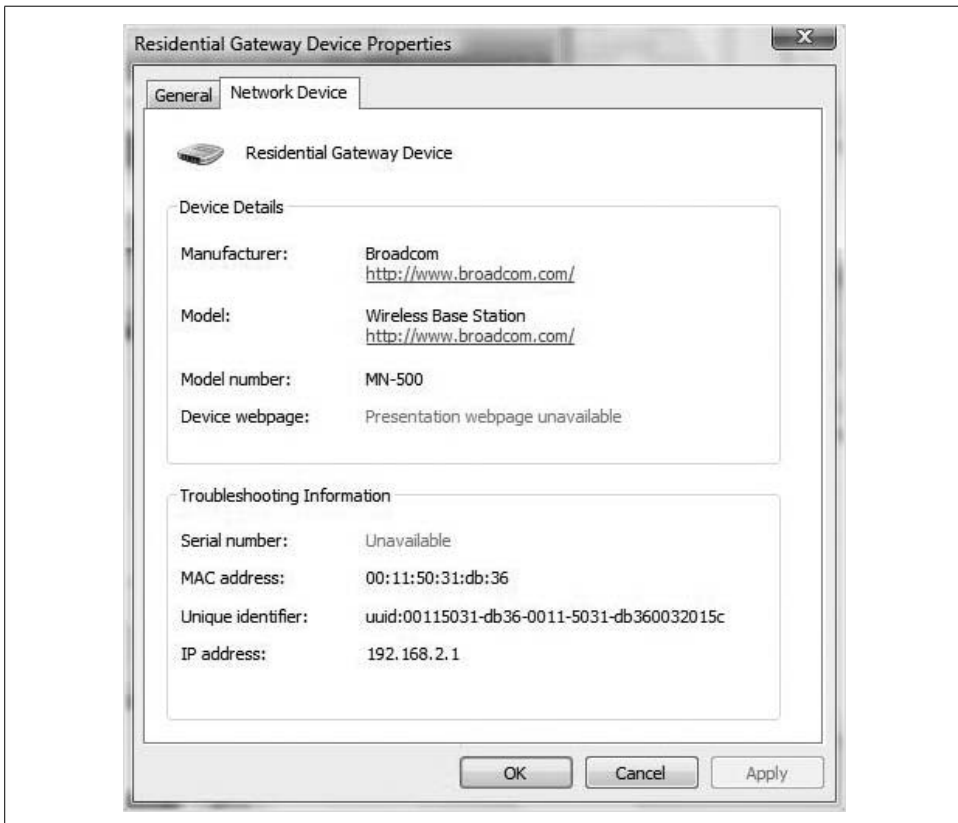 Residential Gateway Device Properties
General
Network Device
Residential Gateway Device
Device Details
Manufacturer: Broadcom
http://www.broadcom.com/
Model: Wireless Base Station
http://www.broadcom.com/
Model number: MN-500
Device webpage: Presentation webpage unavailable
Troubleshooting Information
Serial number: Unavailable
MAC address: 00:11:50:31:db:36
Unique identifier: uuid:00115031-db36-0011-5031-db360032015c
IP address: 192.168.2.1
OK Cancel Apply